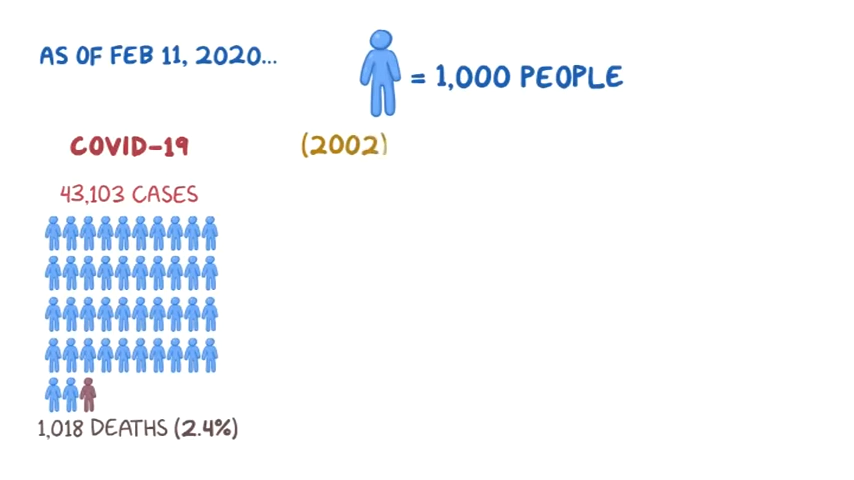 AS OF FEB 11, 2020...
= 1,000 PEOPLE
COVID-19
(2002)
43,103 CASES
1,018 DEATHS (2.4%)